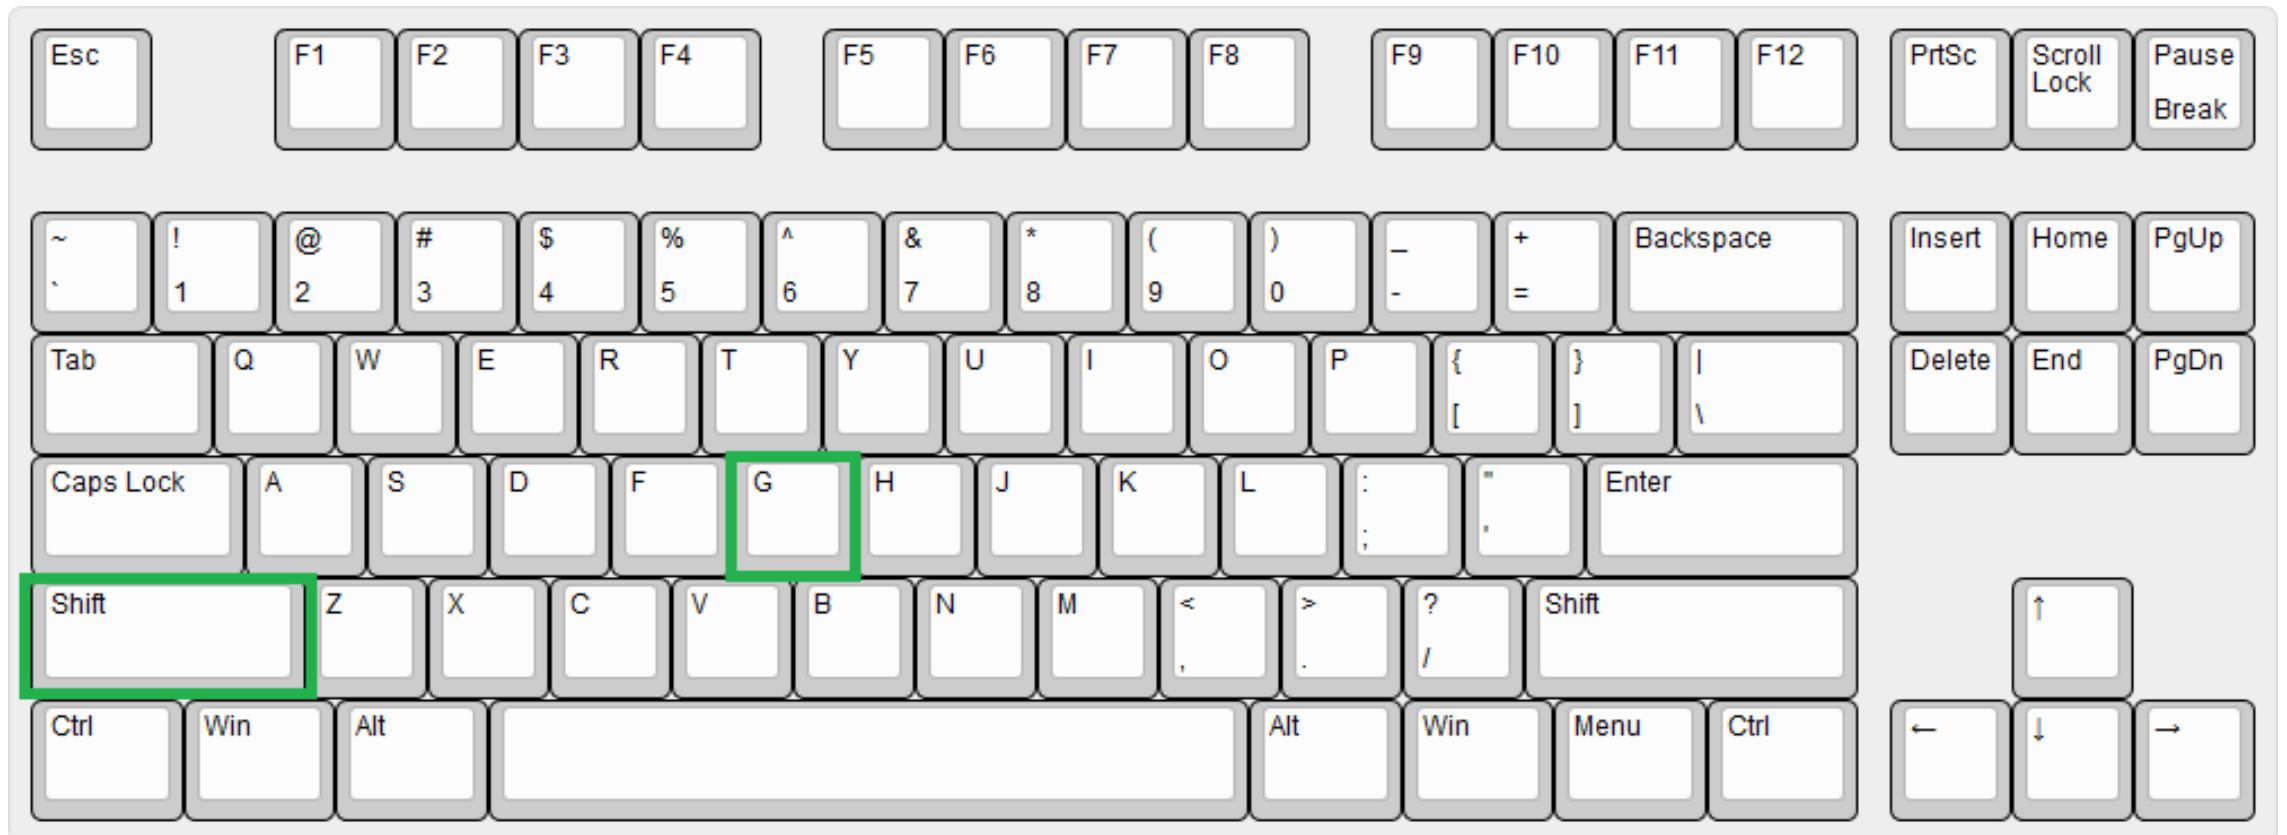 Esc F1 F2 F3 F4 F5 F6 F7 F8 F9 F10 F11 F12 PrtSc Scroll Lock Pause Break
~ ! @ # $ % ^ & * ( ) _ + Backspace Insert Home PgUp
` 1 2 3 4 5 6 7 8 9 0 - =
Tab Q W E R T Y U I O P { } | Delete End PgDn
[ ] \
Caps Lock A S D F G H J K L : " Enter
; '
Shift Z X C V B N M < > ? Shift ↑
, . /
Ctrl Win Alt Alt Win Menu Ctrl ← ↓ →